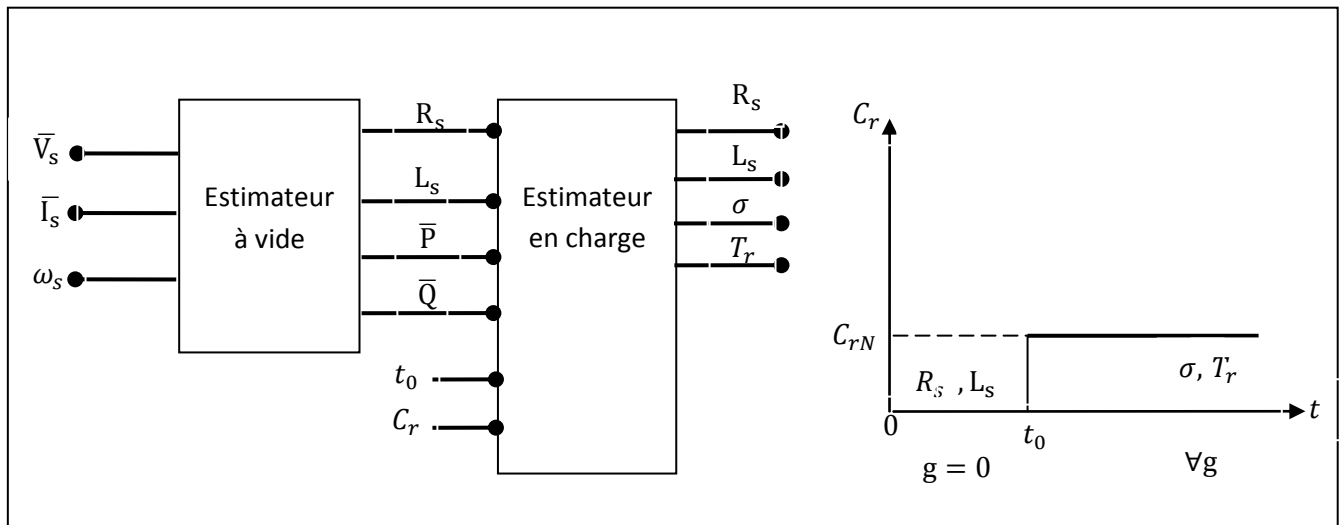 V̅s
I̅s
ωs
Estimateur
à vide
Rs
Ls
P̅
Q̅
t0
Cr
Estimateur
en charge
Rs
Ls
σ
Tr
Cr
CrN
Rs , Ls
σ, Tr
0
t0
t
g = 0
∀g